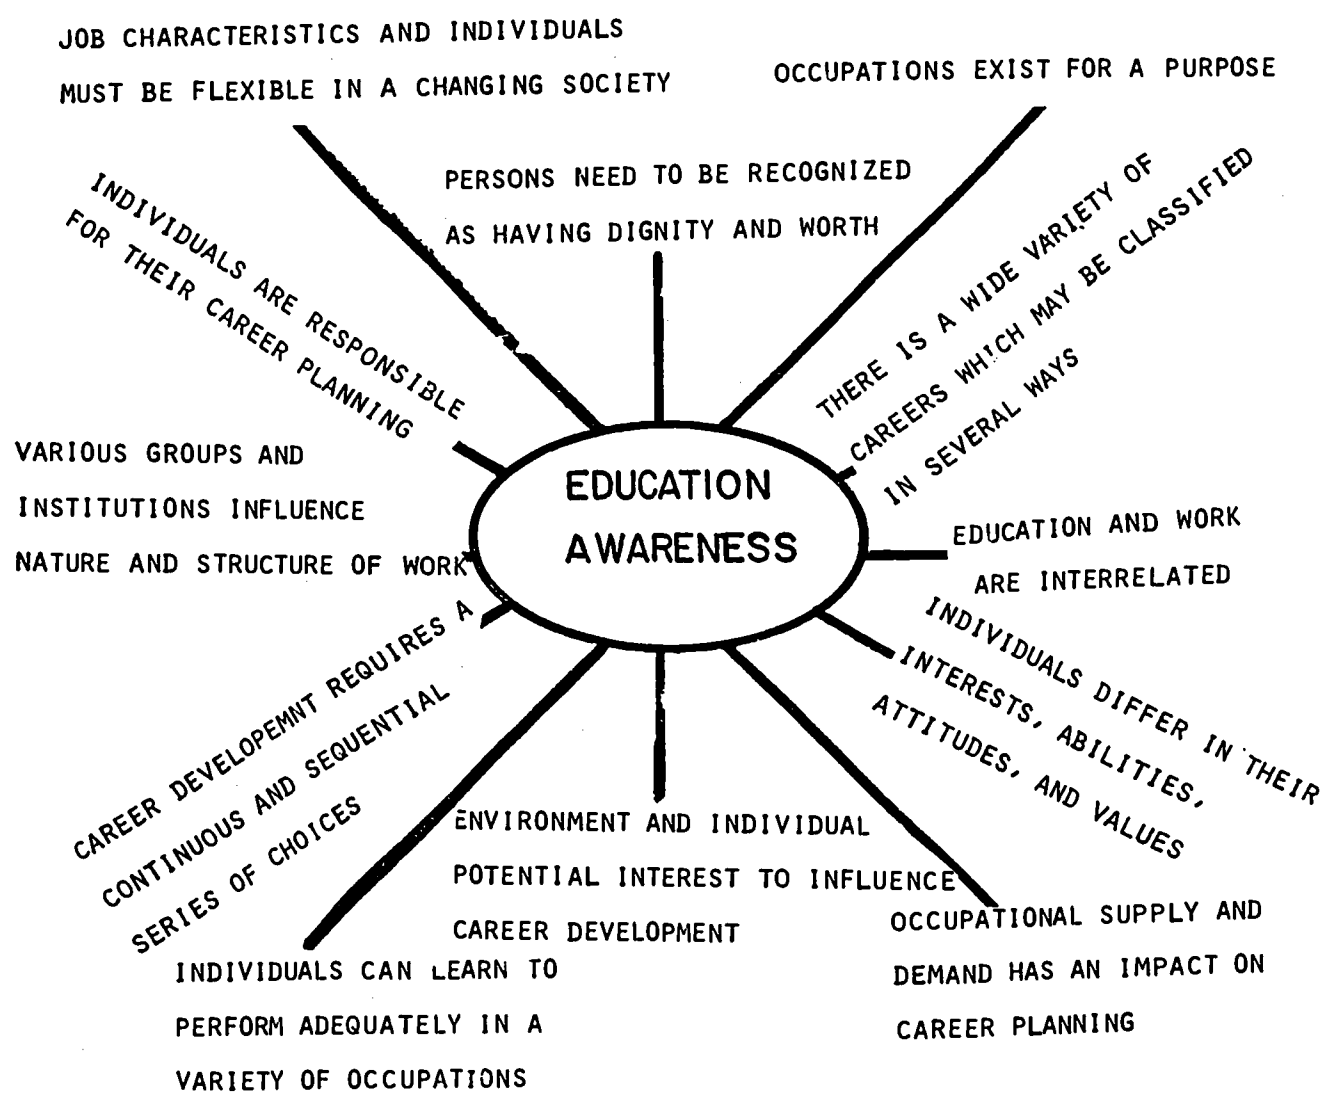 JOB CHARACTERISTICS AND INDIVIDUALS
MUST BE FLEXIBLE IN A CHANGING SOCIETY
OCCUPATIONS EXIST FOR A PURPOSE
PERSONS NEED TO BE RECOGNIZED
AS HAVING DIGNITY AND WORTH
INDIVIDUALS ARE RESPONSIBLE
FOR THEIR CAREER PLANNING
THERE IS A WIDE VARIETY OF
CAREERS WHICH MAY BE CLASSIFIED
IN SEVERAL WAYS
VARIOUS GROUPS AND
INSTITUTIONS INFLUENCE
NATURE AND STRUCTURE OF WORK
EDUCATION
AWARENESS
EDUCATION AND WORK
ARE INTERRELATED
CAREER DEVELOPEMNT REQUIRES A
CONTINUOUS AND SEQUENTIAL
SERIES OF CHOICES
INDIVIDUALS DIFFER IN THEIR
INTERESTS, ABILITIES,
ATTITUDES, AND VALUES
ENVIRONMENT AND INDIVIDUAL
POTENTIAL INTEREST TO INFLUENCE
CAREER DEVELOPMENT
INDIVIDUALS CAN LEARN TO
PERFORM ADEQUATELY IN A
VARIETY OF OCCUPATIONS
OCCUPATIONAL SUPPLY AND
DEMAND HAS AN IMPACT ON
CAREER PLANNING